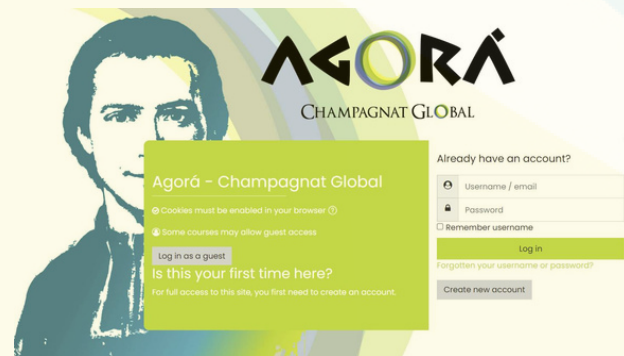 AGORÁ
CHAMPAGNAT GLOBAL
Agorá - Champagnat Global
Cookies must be enabled in your browser
Some courses may allow guest access
Log in as a guest
Is this your first time here?
For full access to this site, you first need to create an account.
Already have an account?
Username / email
Password
Remember username
Log in
Forgotten your username or password?
Create new account